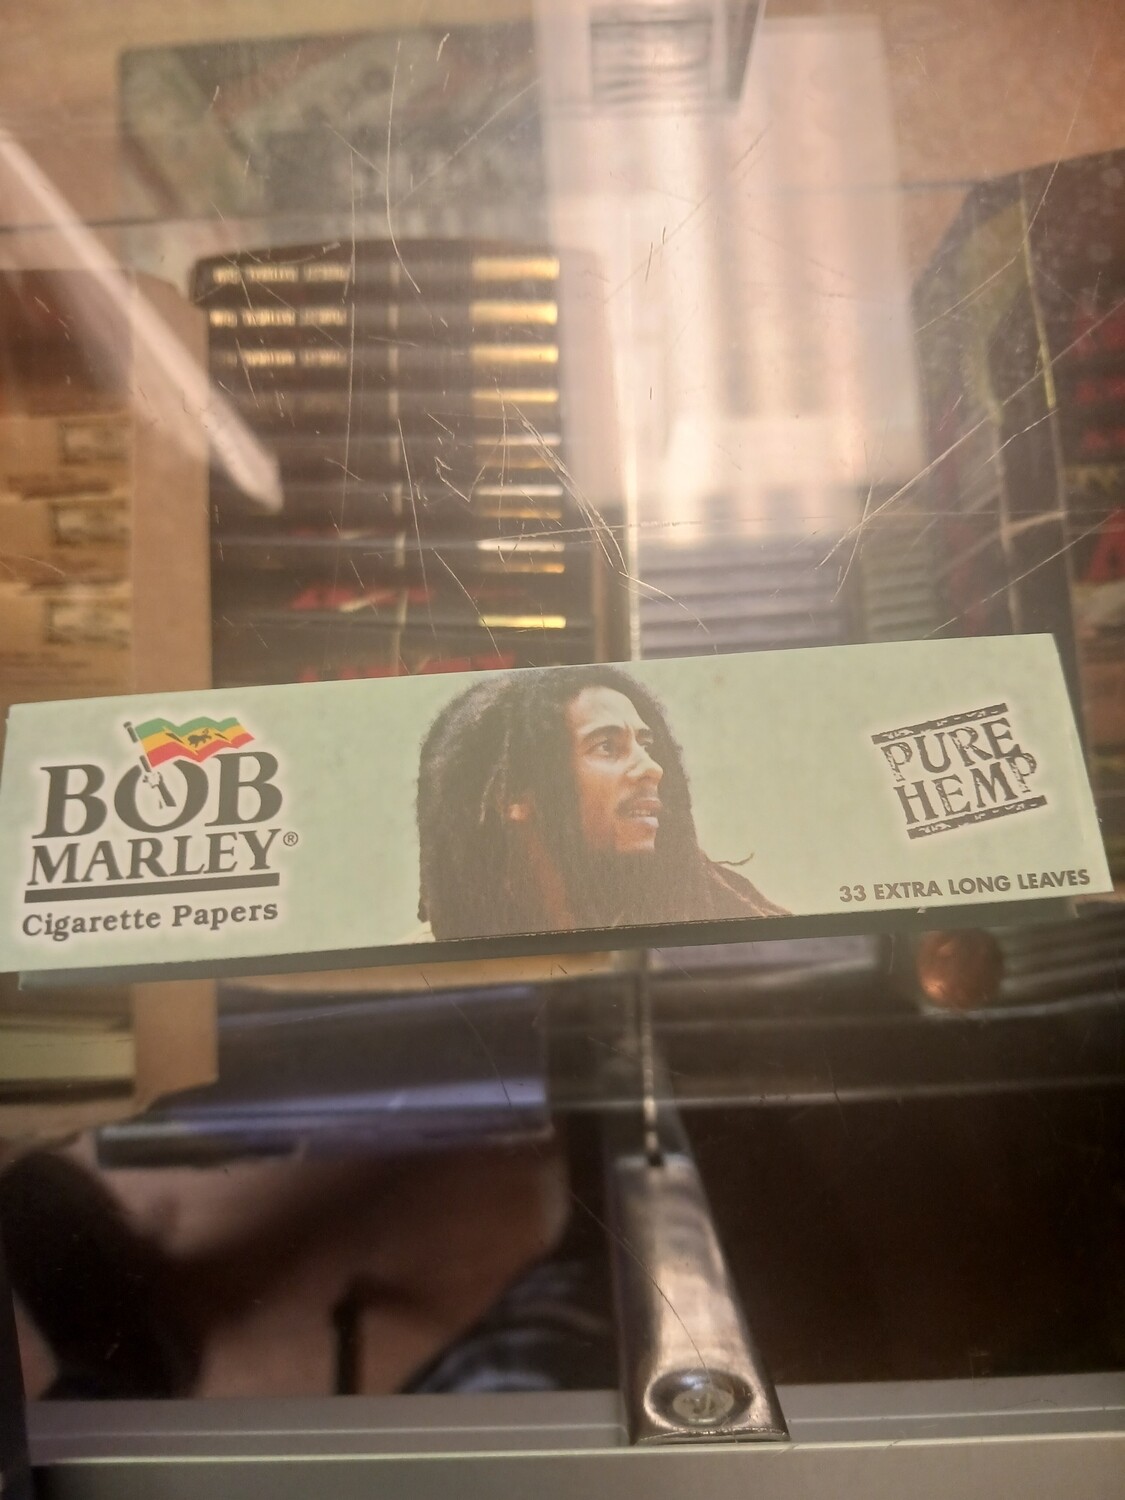 BOB
MARLEY®
Cigarette Papers
PURE
HEMP
33 EXTRA LONG LEAVES